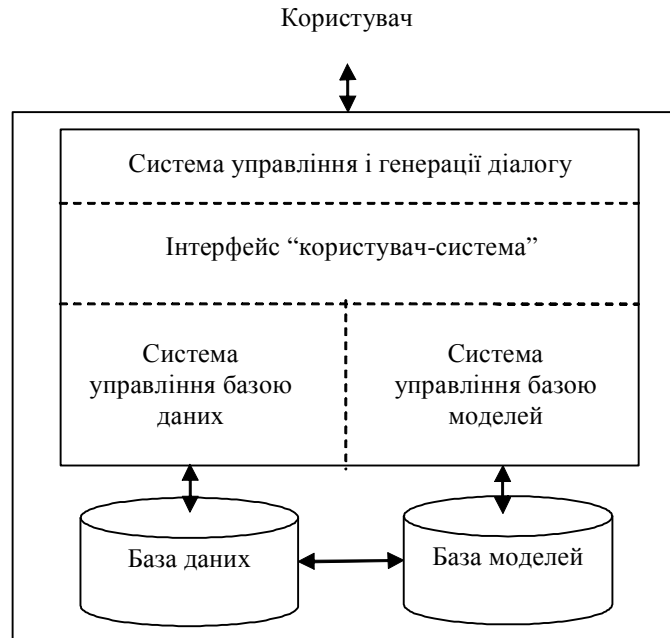 Користувач
Система управління і генерації діалогу
Інтерфейс “користувач-система”
Система
управління базою
даних
Система
управління базою
моделей
База даних
База моделей